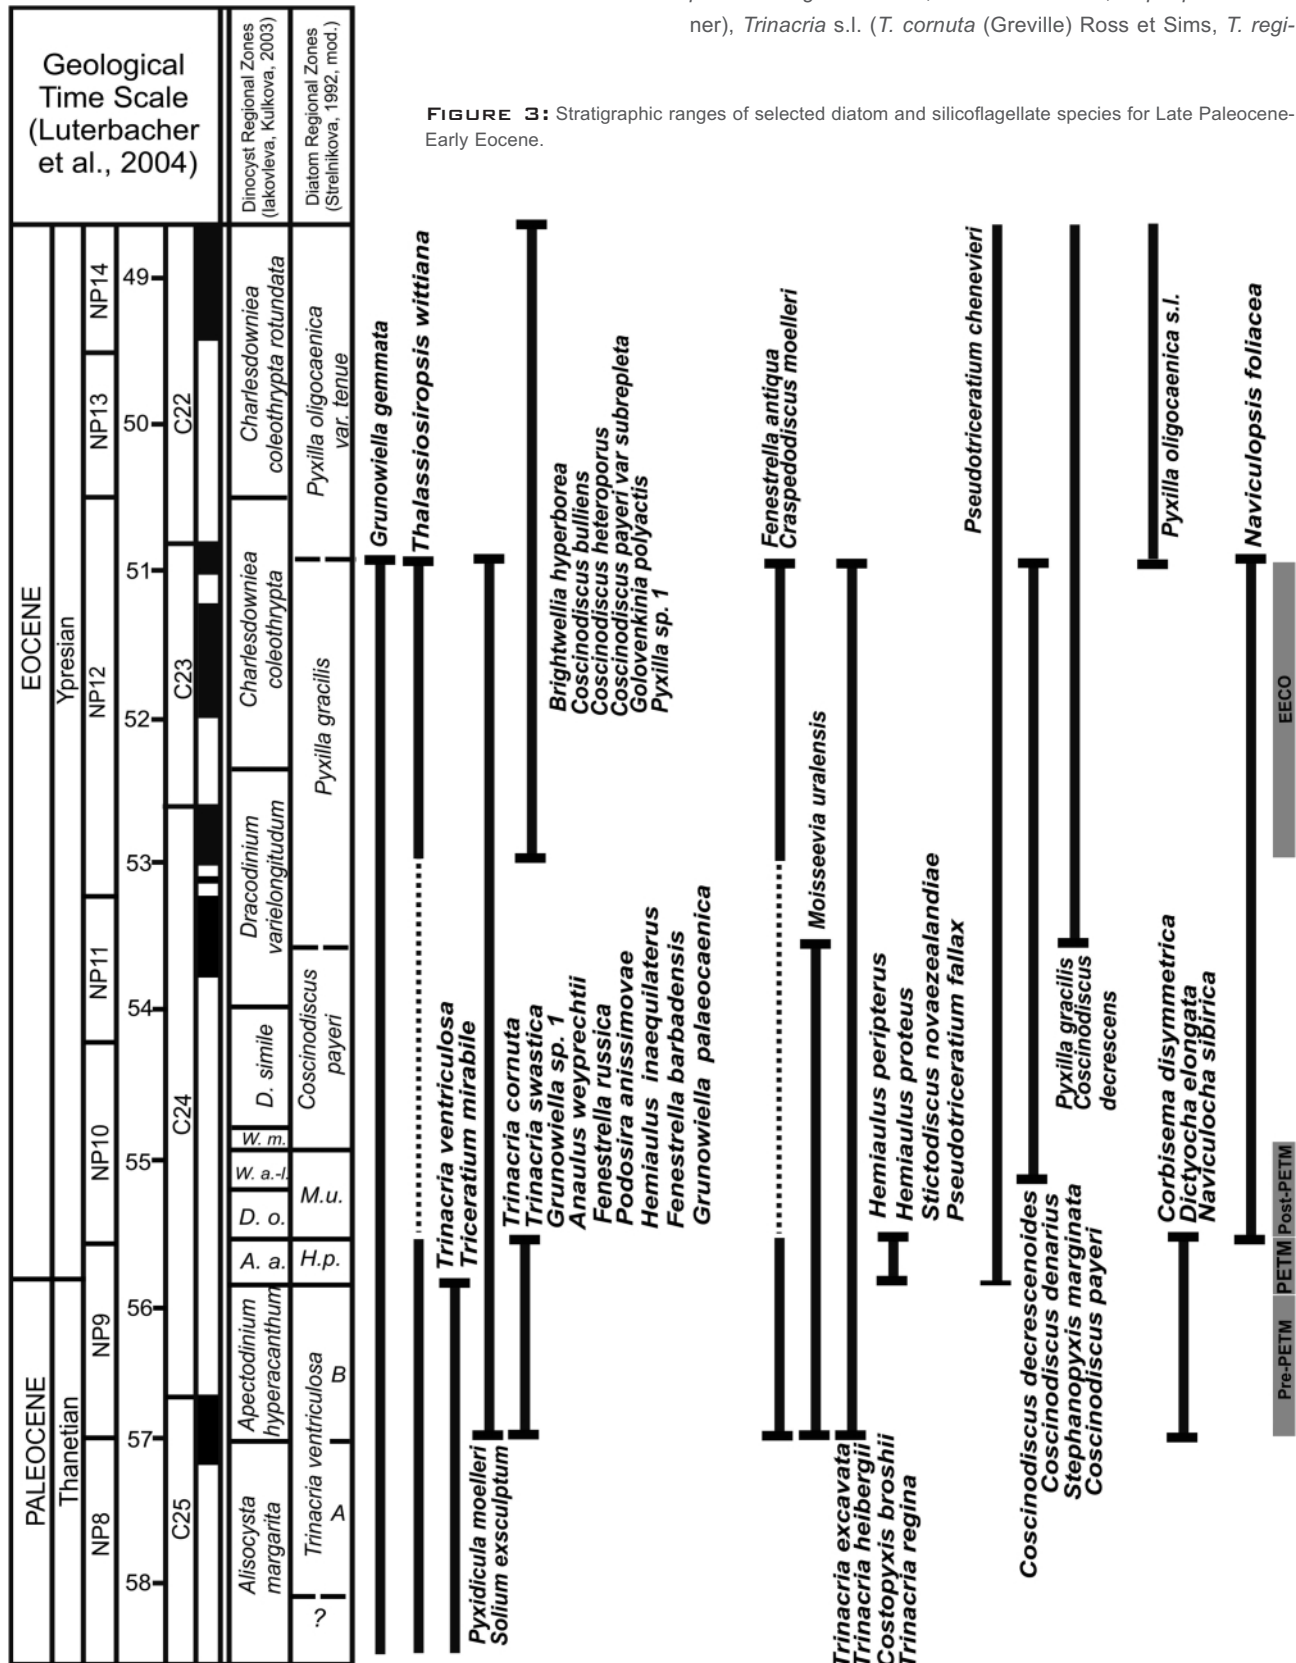 ner), Trinacria s.l. (T. cornuta (Greville) Ross et Sims, T. regi-
FIGURE 3: Stratigraphic ranges of selected diatom and silicoflagellate species for Late Paleocene-
Early Eocene.
Geological
Time Scale
(Luterbacher
et al., 2004)
Dinocyst Regional Zones
(Iakovleva, Kulkova, 2003)
Diatom Regional Zones
(Strelnikova, 1992, mod.)
EOCENE
PALEOCENE
Ypresian
Thanetian
NP14
NP13
NP12
NP11
NP10
NP9
NP8
49
50
51
52
53
54
55
56
57
58
C22
C23
C24
C25
Charlesdowniea
coleothrypta rotundata
Charlesdowniea
coleothrypta
Dracodinium
varielongitudum
D. simile
W. m.
W. a.-l.
D. o.
A. a.
Apectodinium
hyperacanthum
Alisocysta
margarita
Pyxilla oligocaenica
var. tenue
Pyxilla gracilis
Coscinodiscus
payeri
M.u.
H.p.
Trinacria ventriculosa
B
A
?
Grunowiella gemmata
Thalassiosiropsis wittiana
Trinacria ventriculosa
Triceratium mirabile
Pyxidicula moelleri
Solium exsculptum
Trinacria cornuta
Trinacria swastica
Grunowiella sp. 1
Anaulus weyprechtii
Fenestrella russica
Podosira anissimovae
Hemiaulus inaequilaterus
Fenestrella barbadensis
Grunowiella palaeocaenica
Brightwellia hyperborea
Coscinodiscus bulliens
Coscinodiscus heteroporus
Coscinodiscus payeri var subrepleta
Golovenkinia polyactis
Pyxilla sp. 1
Fenestrella antiqua
Craspedodiscus moelleri
Moisseevia uralensis
Trinacria excavata
Trinacria heibergii
Costopyxis broshii
Trinacria regina
Hemiaulus peripterus
Hemiaulus proteus
Stictodiscus novaezealandiae
Pseudotriceratium fallax
Pseudotriceratium chenevieri
Coscinodiscus decrescenoides
Coscinodiscus denarius
Stephanopyxis marginata
Coscinodiscus payeri
Pyxilla gracilis
Coscinodiscus
decrescens
Pyxilla oligocaenica s.l.
Corbisema disymmetrica
Dictyocha elongata
Naviculocha sibirica
Naviculopsis foliacea
EECO
Post-PETM
PETM
Pre-PETM